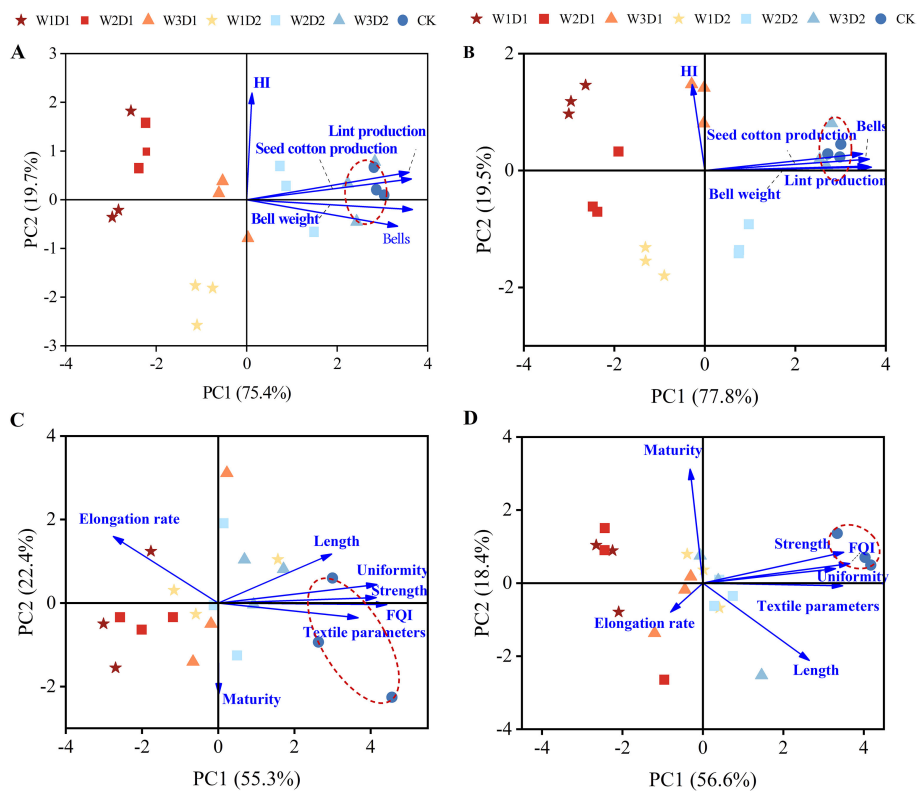 W1D1 W2D1 W3D1 W1D2 W2D2 W3D2 CK
W1D1 W2D1 W3D1 W1D2 W2D2 W3D2 CK
A
3
2
1
0
-1
-2
-3
-4 -2 0 2 4
PC2 (19.7%)
PC1 (75.4%)
HI
Lint production
Seed cotton production
Bell weight
Bells
B
2
0
-2
-4 -2 0 2 4
PC2 (19.5%)
PC1 (77.8%)
HI
Seed cotton production
Bells
Bell weight
Lint production
C
4
2
0
-2
-4 -2 0 2 4
PC2 (22.4%)
PC1 (55.3%)
Elongation rate
Length
Uniformity
Strength
FQI
Textile parameters
Maturity
D
4
2
0
-2
-4
-4 -2 0 2 4
PC2 (18.4%)
PC1 (56.6%)
Maturity
Strength
FQI
Uniformity
Textile parameters
Elongation rate
Length